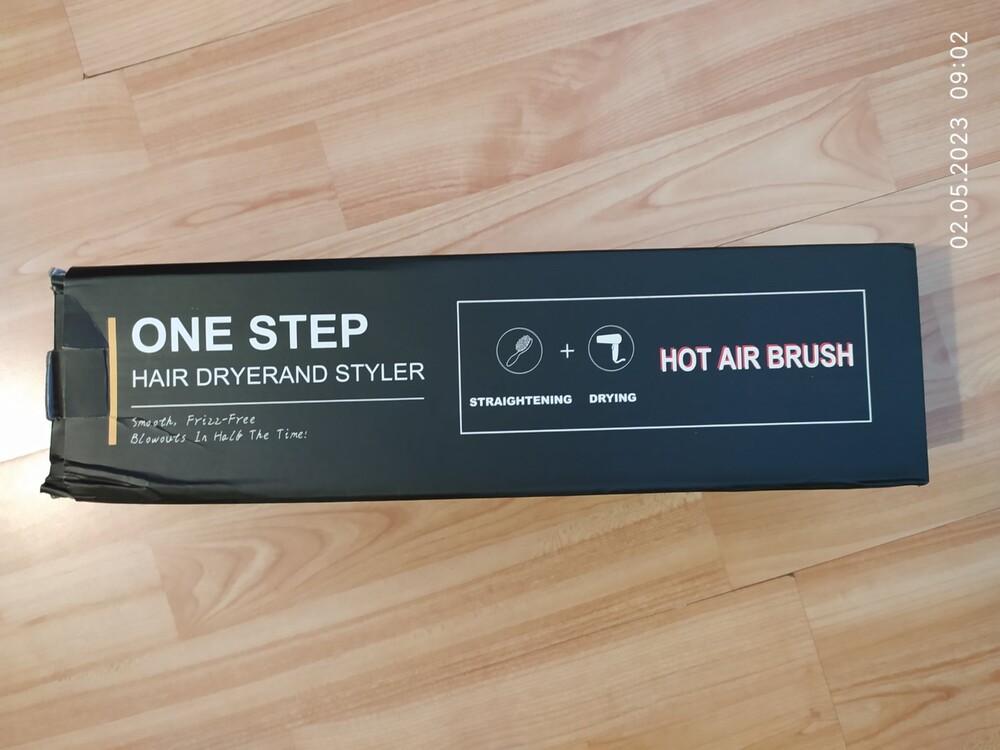 ONE STEP
HAIR DRYERAND STYLER
Smooth, Frizz-Free
Blowouts In Half The Time!
STRAIGHTENING
+
DRYING
HOT AIR BRUSH
02.05.2023 09:02